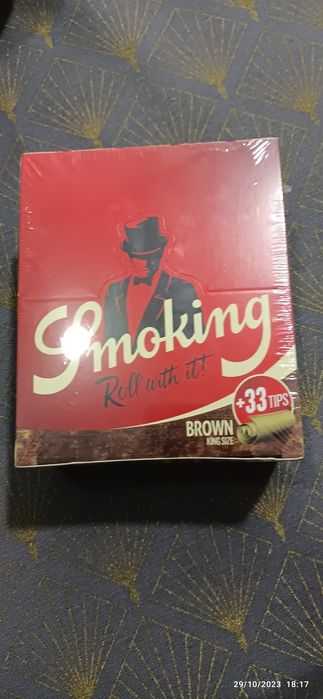 Smoking
Roll with it!
+33 TIPS
BROWN
KING SIZE
29/10/2023 18:17